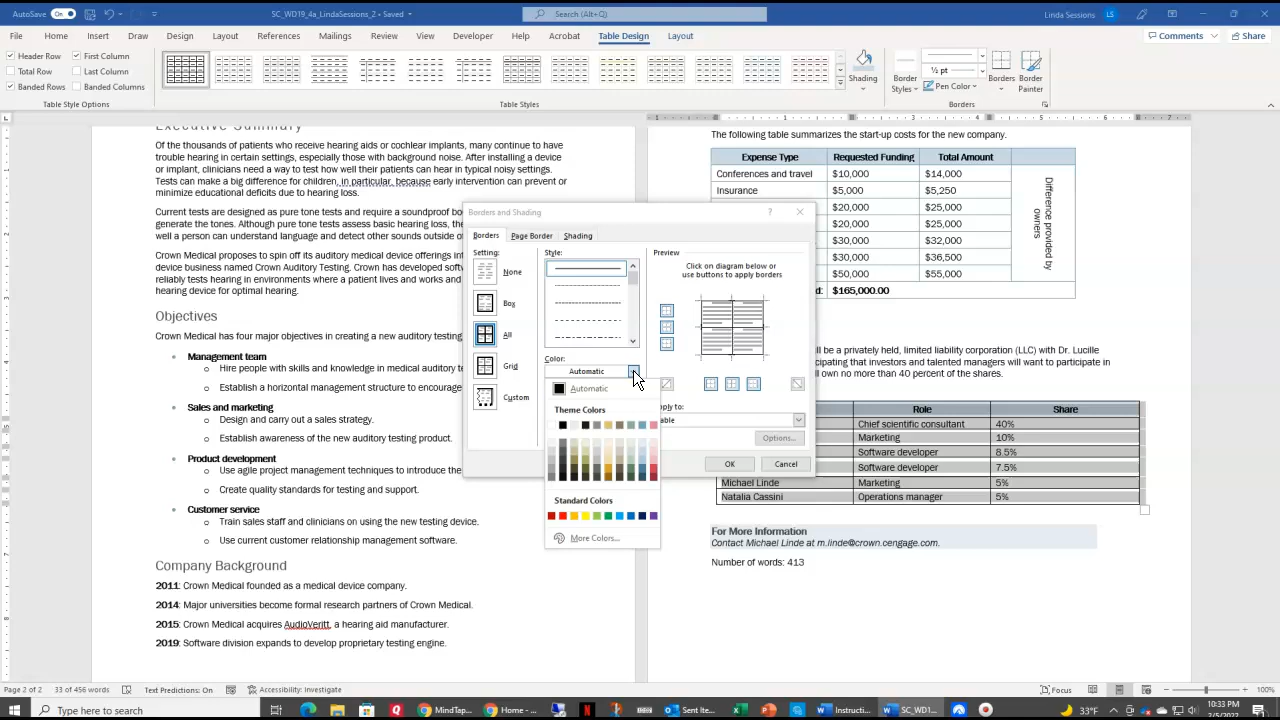 AutoSave On SC_WD19_4a_LindaSessions_2 • Saved Search (Alt+Q) Linda Sessions LS
File Home Insert Draw Design Layout References Mailings Review View Developer Help Acrobat Table Design Layout Comments Share
Header Row First Column
Total Row Last Column
Banded Rows Banded Columns
Table Style Options
Table Styles
Shading
Border Styles
½ pt
Pen Color
Borders
Border Painter
Borders
Executive Summary
Of the thousands of patients who receive hearing aids or cochlear implants, many continue to have
trouble hearing in certain settings, especially those with background noise. After installing a device
or implant, clinicians need a way to test how well their patients can hear in typical noisy settings.
Tests can make a big difference for children, in particular, because early intervention can prevent or
minimize educational deficits due to hearing loss.
Current tests are designed as pure tone tests and require a soundproof bo
generate the tones. Although pure tone tests assess basic hearing loss, the
well a person can understand language and detect other sounds outside of
Crown Medical proposes to spin off its auditory medical device offerings int
device business named Crown Auditory Testing. Crown has developed softw
reliably tests hearing in environments where a patient lives and works and
hearing device for optimal hearing.
Objectives
Crown Medical has four major objectives in creating a new auditory testing
• Management team
o Hire people with skills and knowledge in medical auditory te
o Establish a horizontal management structure to encourage
• Sales and marketing
o Design and carry out a sales strategy.
o Establish awareness of the new auditory testing product.
• Product development
o Use agile project management techniques to introduce the
o Create quality standards for testing and support.
• Customer service
o Train sales staff and clinicians on using the new testing device.
o Use current customer relationship management software.
Company Background
2011: Crown Medical founded as a medical device company.
2014: Major universities become formal research partners of Crown Medical.
2015: Crown Medical acquires AudioVeritt, a hearing aid manufacturer.
2019: Software division expands to develop proprietary testing engine.
The following table summarizes the start-up costs for the new company.
Expense Type Requested Funding Total Amount
Conferences and travel $10,000 $14,000
Insurance $5,000 $5,250
$20,000 $25,000
$20,000 $25,000
$30,000 $32,000
$30,000 $36,500
$50,000 $55,000
d: $165,000.00
Difference provided by
owners
Borders and Shading ?
Borders Page Border Shading
Setting:
None
Box
All
Grid
Custom
Style:
Color:
Automatic
Automatic
Theme Colors
Standard Colors
More Colors...
Preview
Click on diagram below or
use buttons to apply borders
pply to:
able
Options...
OK Cancel
ill be a privately held, limited liability corporation (LLC) with Dr. Lucille
ticipating that investors and talented managers will want to participate in
ll own no more than 40 percent of the shares.
Role Share
Chief scientific consultant 40%
Marketing 10%
Software developer 8.5%
Software developer 7.5%
Michael Linde Marketing 5%
Natalia Cassini Operations manager 5%
For More Information
Contact Michael Linde at m.linde@crown.cengage.com.
Number of words: 413
Page 2 of 2 33 of 456 words Text Predictions: On Accessibility: Investigate Focus 100%
Type here to search MindTap... Home - ... Sent Ite... Instructi... SC_WD1... 33°F 10:33 PM
2/5/2022